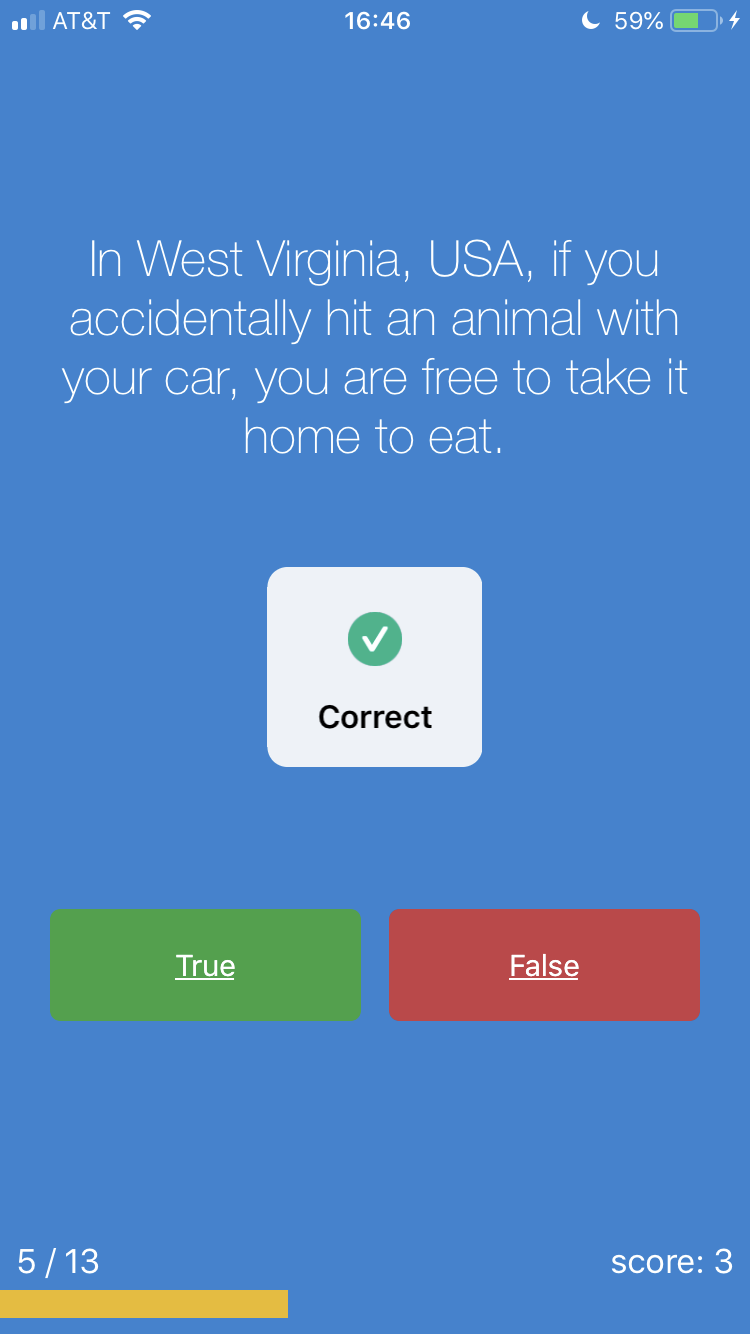 AT&T 16:46 59%
In West Virginia, USA, if you
accidentally hit an animal with
your car, you are free to take it
home to eat.
Correct
True False
5 / 13 score: 3